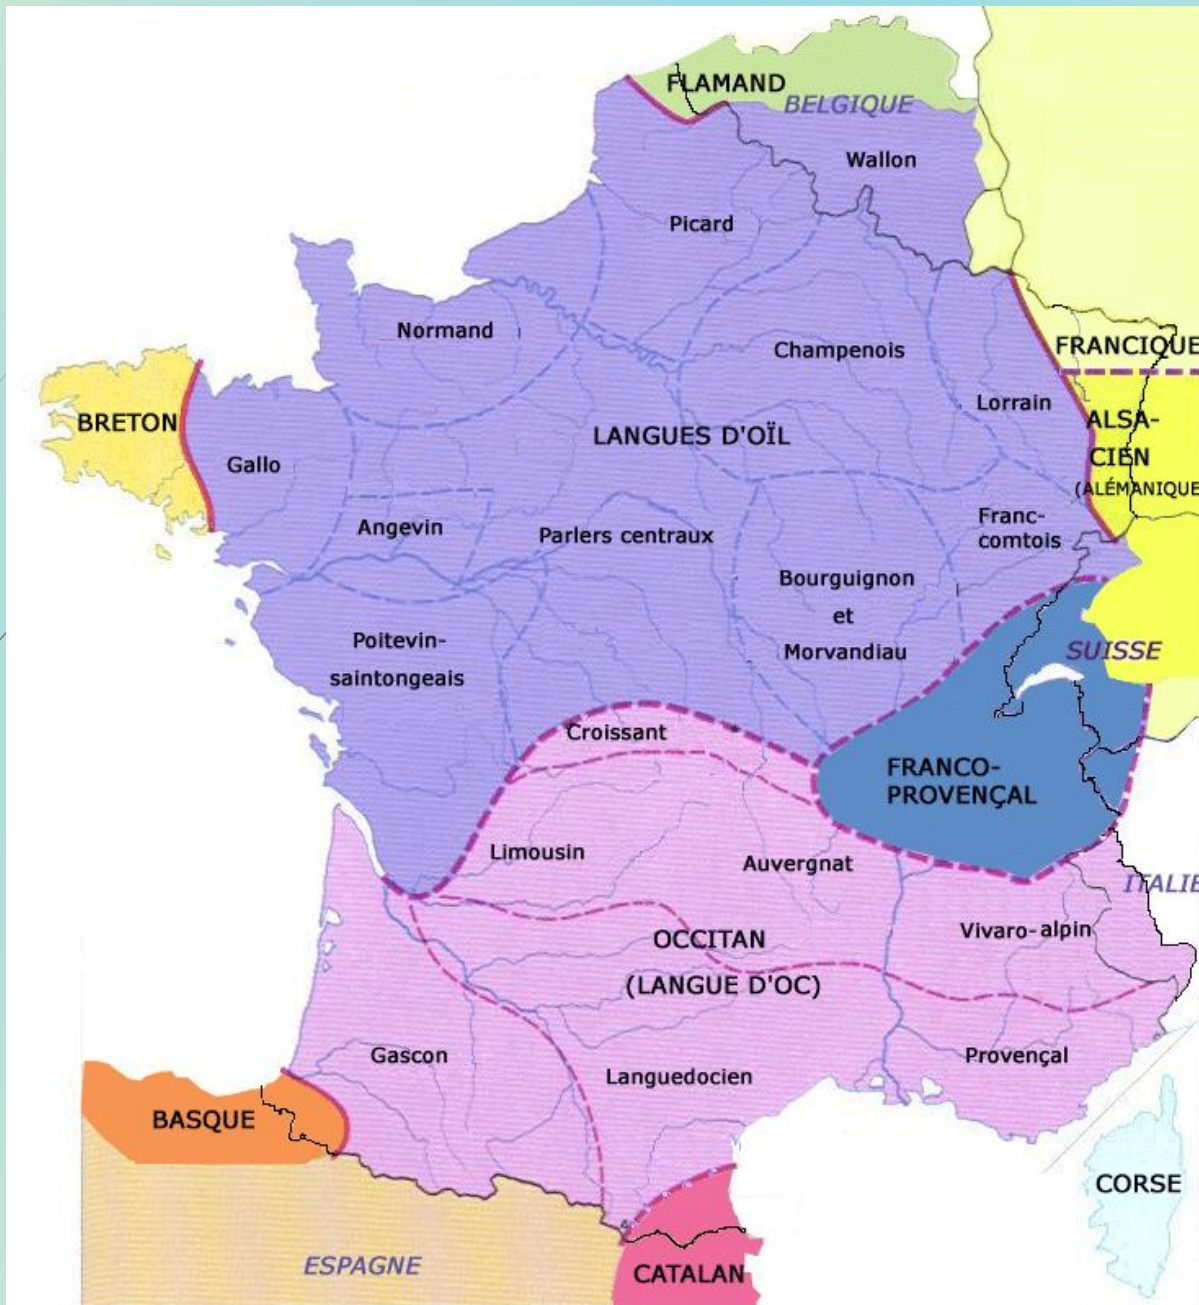 FLAMAND
BELGIQUE
Wallon
Picard
Normand
Champenois
FRANCIQUE
Lorrain
ALSA-
CIEN
(ALÉMANIQUE
BRETON
LANGUES D'OÏL
Gallo
Angevin
Parlers centraux
Franc-
comtois
Bourguignon
et
Morvandiau
Poitevin-
saintongeais
SUISSE
Croissant
FRANCO-
PROVENÇAL
Limousin
Auvergnat
ITALIE
OCCITAN
(LANGUE D'OC)
Vivaro-alpin
Gascon
Languedocien
Provençal
BASQUE
CORSE
ESPAGNE
CATALAN